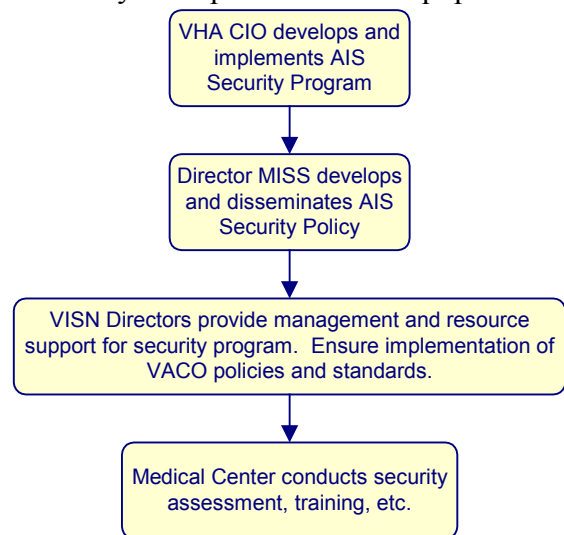 VHA CIO develops and
implements AIS
Security Program
Director MISS develops
and disseminates AIS
Security Policy
VISN Directors provide management and resource
support for security program.  Ensure implementation of
VACO policies and standards.
Medical Center conducts security
assessment, training, etc.